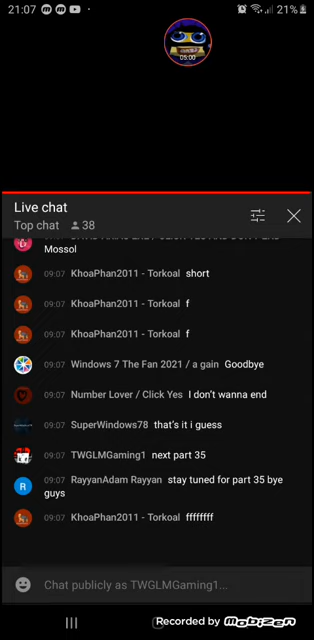 21:07
21%
05:00
Live chat
Top chat 38
Mossol
09:07 KhoaPhan2011 - Torkoal short
09:07 KhoaPhan2011 - Torkoal f
09:07 KhoaPhan2011 - Torkoal f
09:07 Windows 7 The Fan 2021 / a gain Goodbye
09:07 Number Lover / Click Yes I don't wanna end
09:07 SuperWindows78 that's it i guess
09:07 TWGLMGaming1 next part 35
R 09:07 RayyanAdam Rayyan stay tuned for part 35 bye
guys
09:07 KhoaPhan2011 - Torkoal ffffffff
Chat publicly as TWGLMGaming1...
Recorded by Mobizen